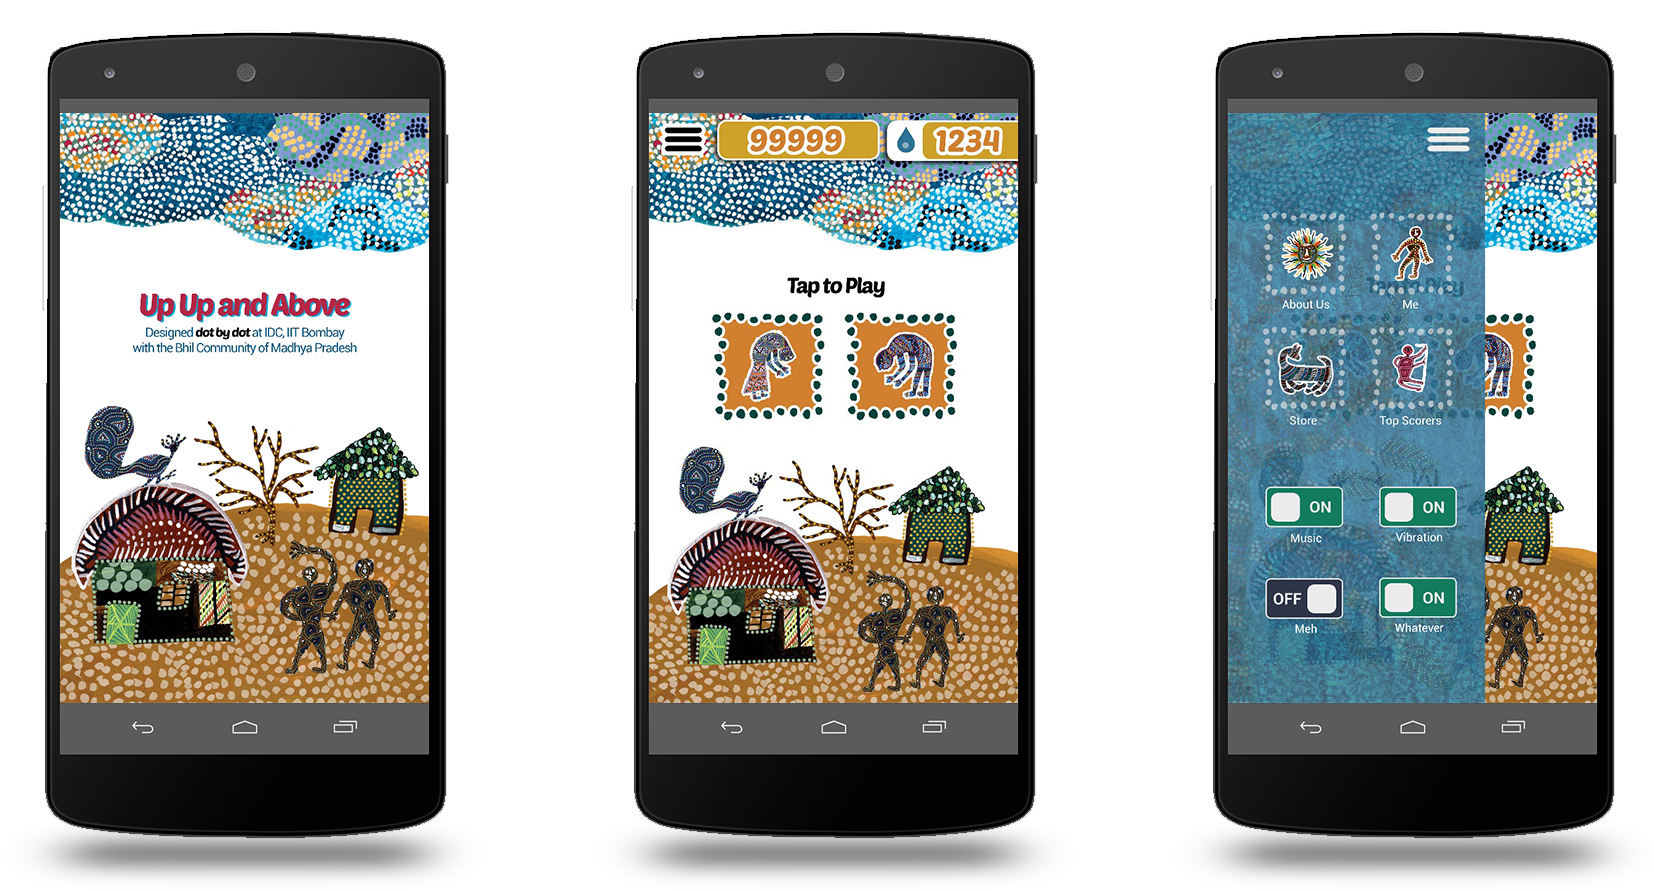 Up Up and Above
Designed dot by dot at IDC, IIT Bombay
with the Bhil Community of Madhya Pradesh
99999
1234
Tap to Play
About Us
Me
Store
Top Scorers
ON
ON
Music
Vibration
OFF
ON
Meh
Whatever